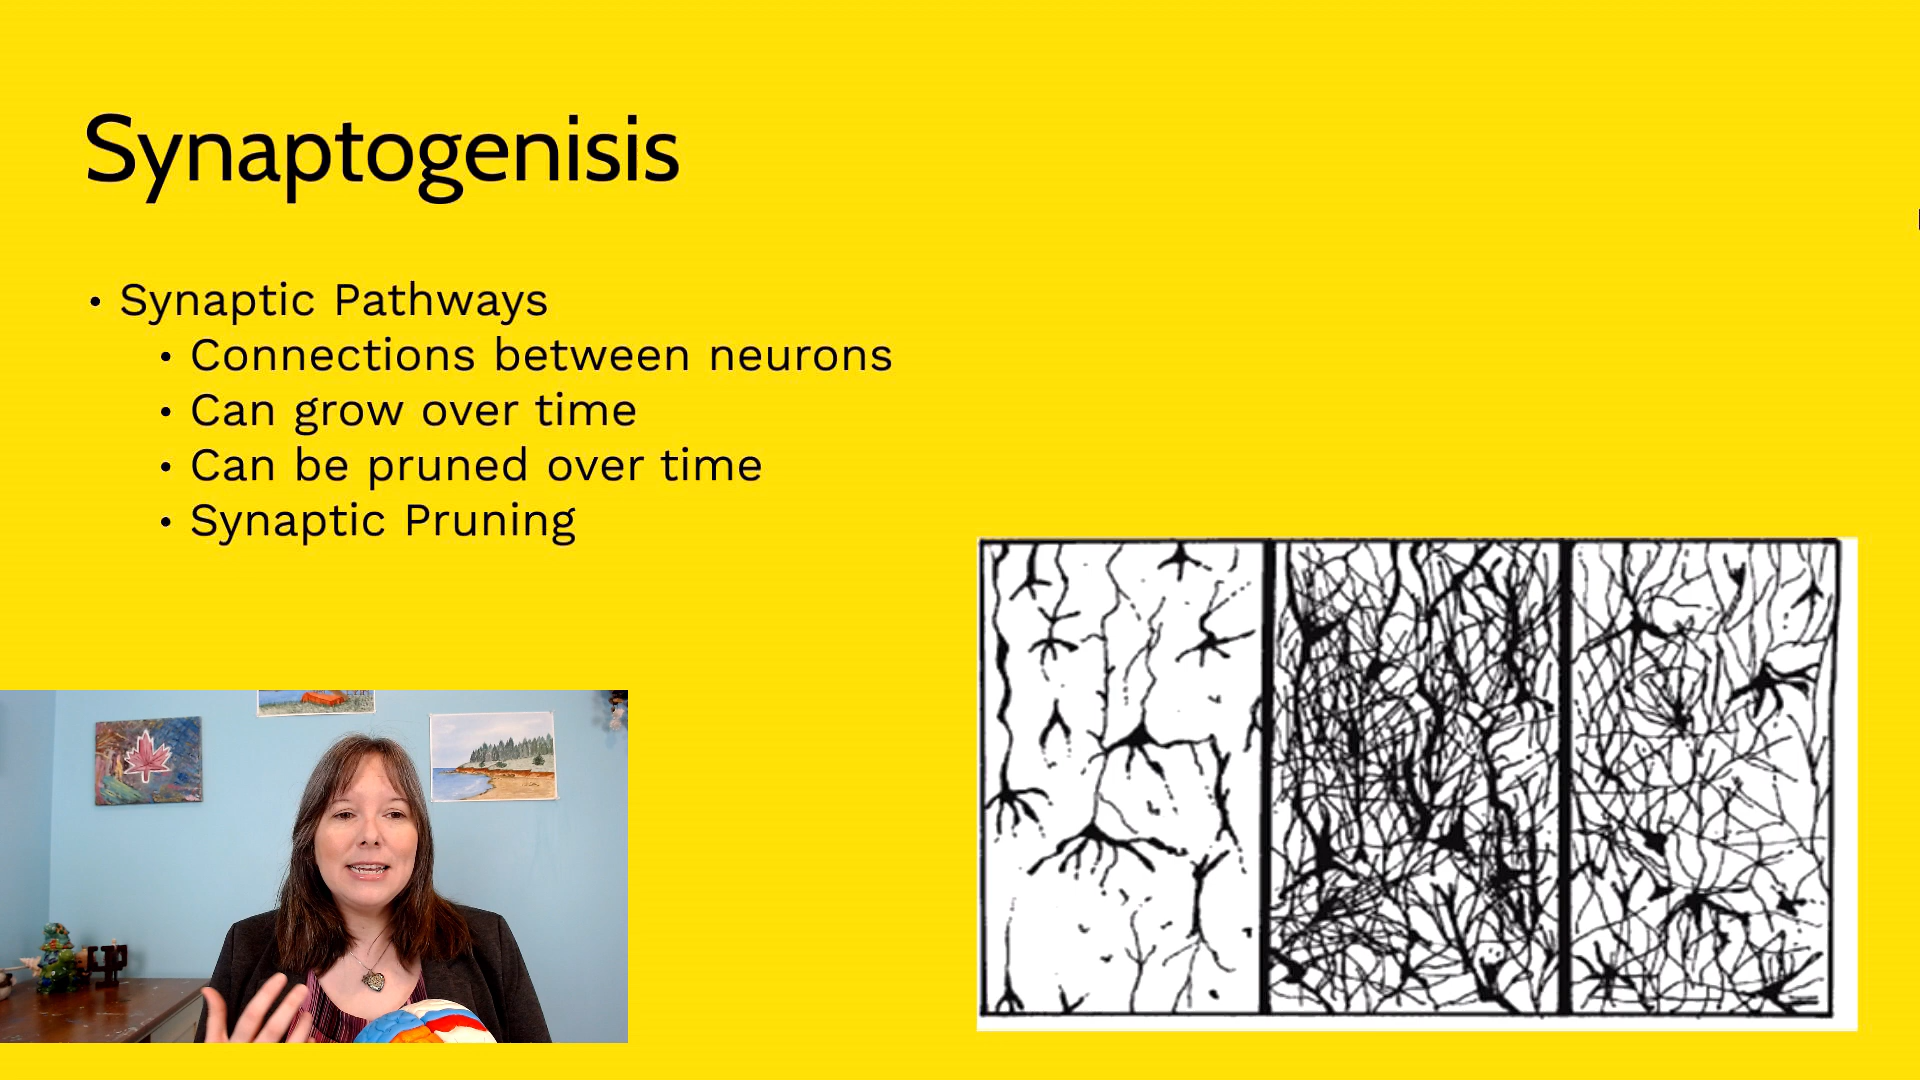 Synaptogenisis
• Synaptic Pathways
• Connections between neurons
• Can grow over time
• Can be pruned over time
• Synaptic Pruning